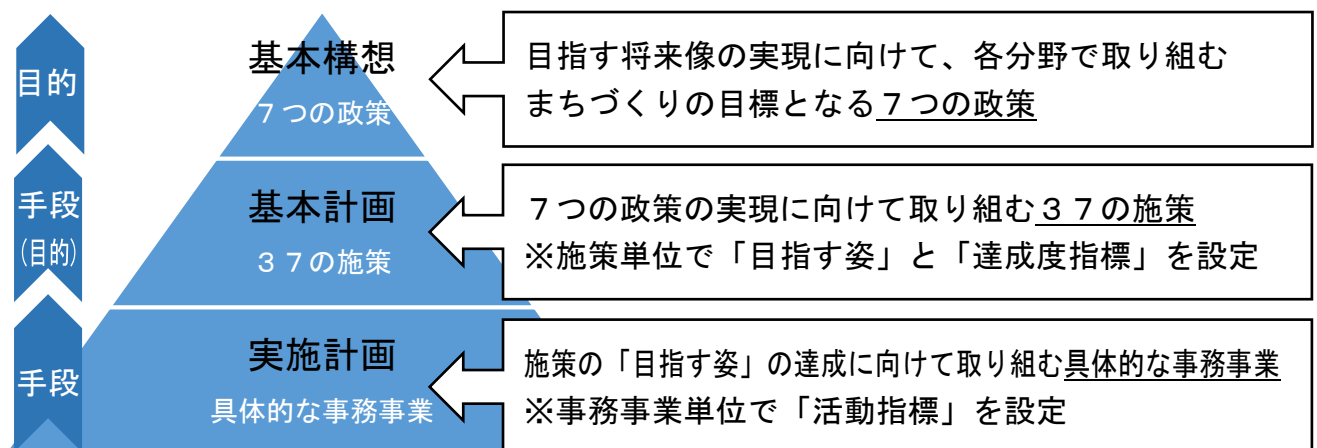 目的
基本構想
７つの政策
目指す将来像の実現に向けて、各分野で取り組む
まちづくりの目標となる７つの政策
手段
(目的)
基本計画
３７の施策
７つの政策の実現に向けて取り組む３７の施策
※施策単位で「目指す姿」と「達成度指標」を設定
手段
実施計画
具体的な事務事業
施策の「目指す姿」の達成に向けて取り組む具体的な事務事業
※事務事業単位で「活動指標」を設定